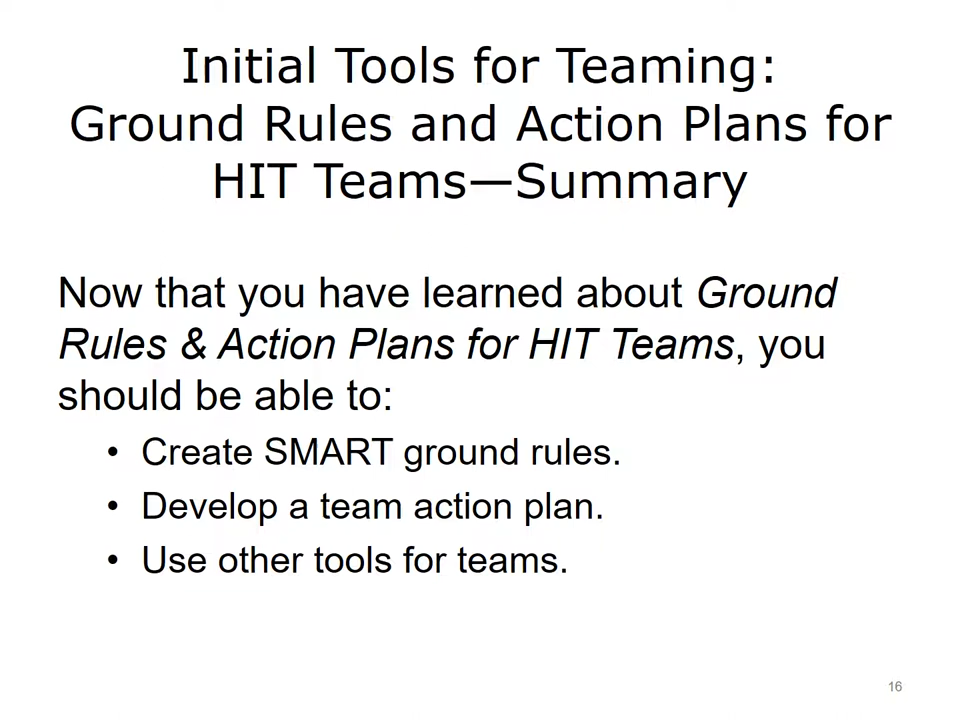 Initial Tools for Teaming:
Ground Rules and Action Plans for
HIT Teams—Summary
Now that you have learned about Ground
Rules & Action Plans for HIT Teams, you
should be able to:
• Create SMART ground rules.
• Develop a team action plan.
• Use other tools for teams.
16